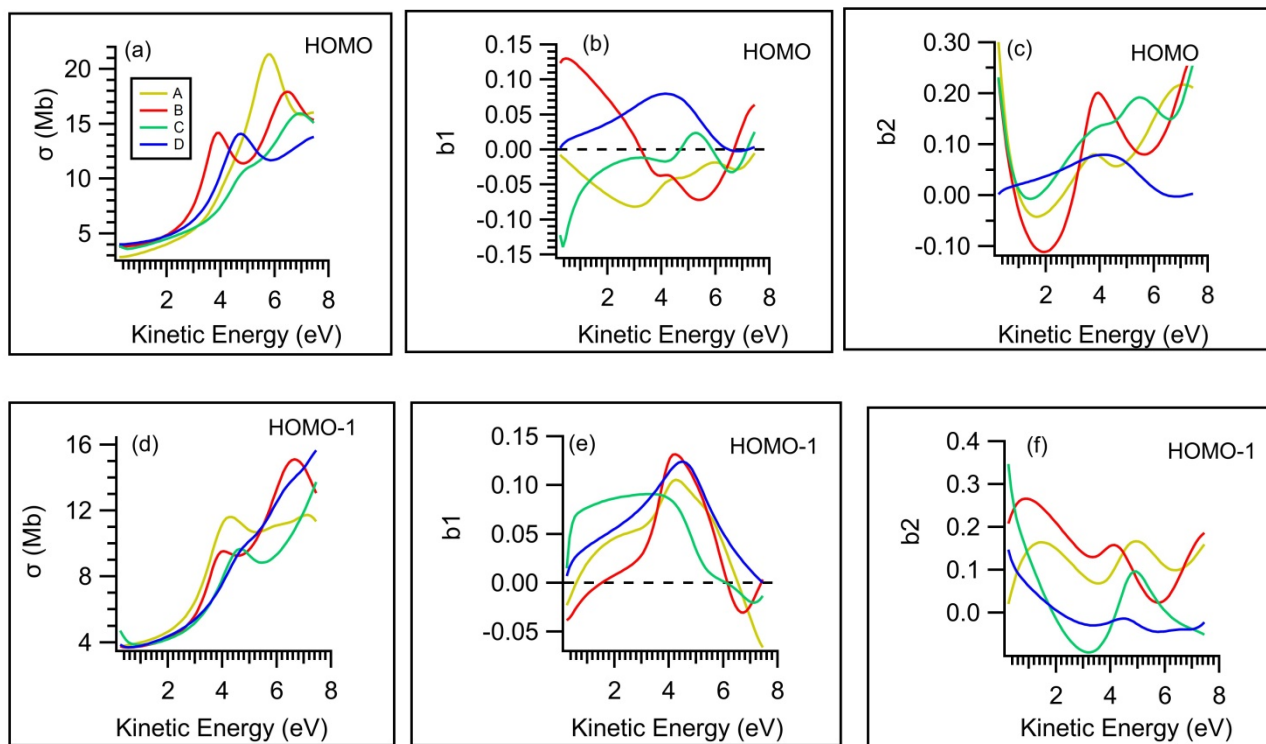 (a)
HOMO
σ (Mb)
20
15
10
5
A
B
C
D
2 4 6 8
Kinetic Energy (eV)
(b)
HOMO
b1
0.15
0.10
0.05
0.00
-0.05
-0.10
-0.15
2 4 6 8
Kinetic Energy (eV)
(c)
HOMO
b2
0.30
0.20
0.10
0.00
-0.10
2 4 6 8
Kinetic Energy (eV)
(d)
HOMO-1
σ (Mb)
16
12
8
4
2 4 6 8
Kinetic Energy (eV)
(e)
HOMO-1
b1
0.15
0.10
0.05
0.00
-0.05
2 4 6 8
Kinetic Energy (eV)
(f)
HOMO-1
b2
0.4
0.3
0.2
0.1
0.0
2 4 6 8
Kinetic Energy (eV)